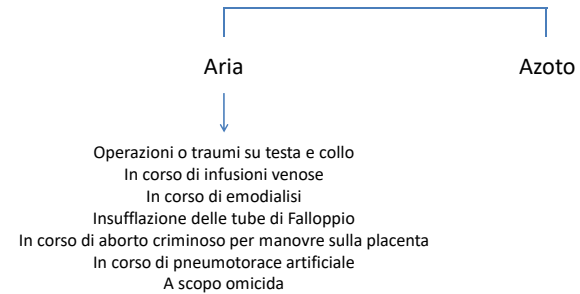 Aria
Azoto
Operazioni o traumi su testa e collo
In corso di infusioni venose
In corso di emodialisi
Insufflazione delle tube di Falloppio
In corso di aborto criminoso per manovre sulla placenta
In corso di pneumotorace artificiale
A scopo omicida